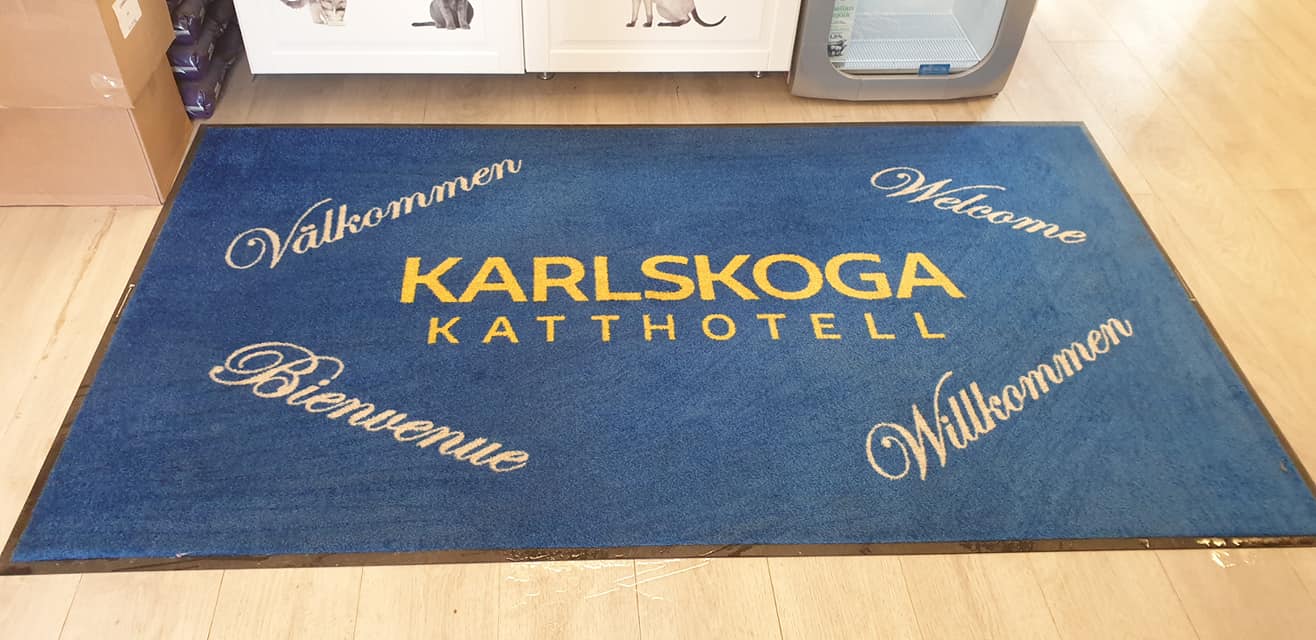 Välkommen
Welcome
KARLSKOGA
KATTHOTELL
Bienvenue
Willkommen